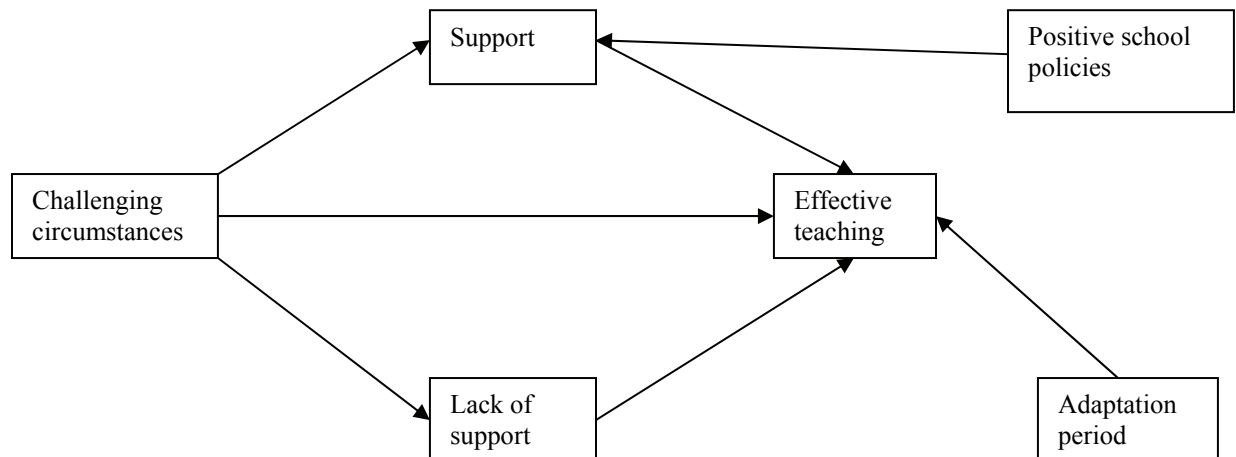 Support
Positive school
policies
Challenging
circumstances
Effective
teaching
Lack of
support
Adaptation
period